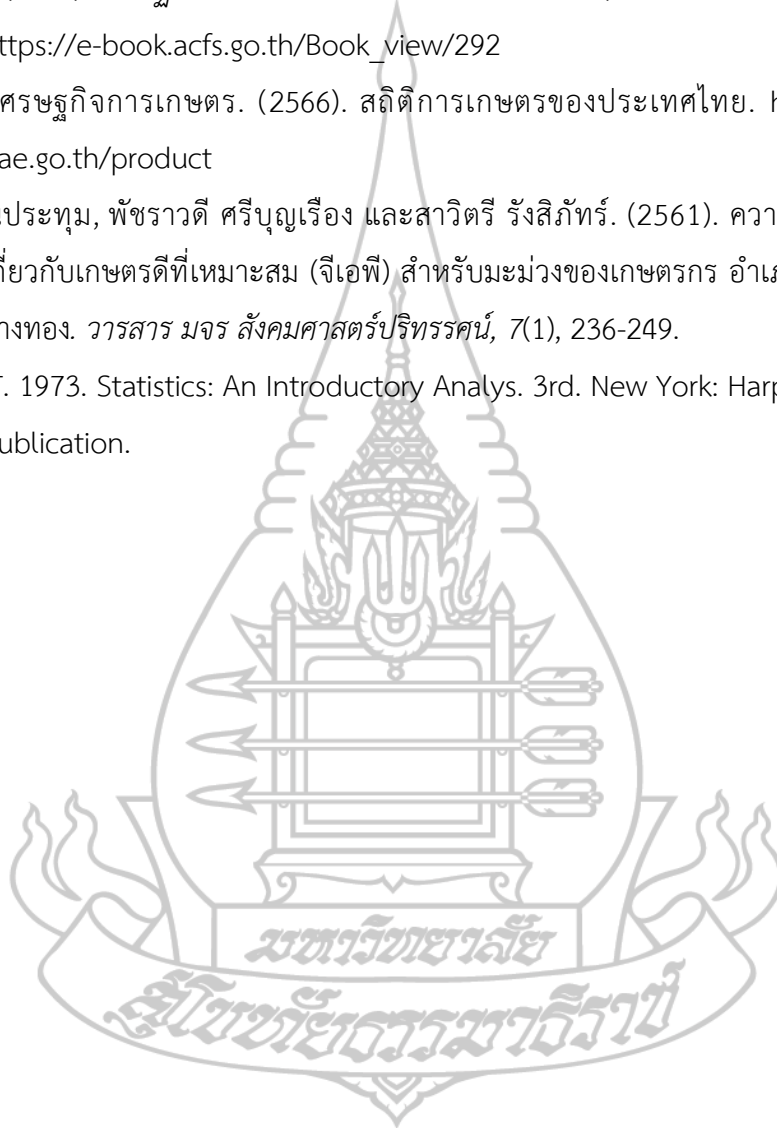 ttps://e-book.acfs.go.th/Book_view/292
ศรษฐกิจการเกษตร. (2566). สถิติการเกษตรของประเทศไทย. h
ae.go.th/product
ประทุม, พัชราวดี ศรีบุญเรือง และสาวิตรี รังสิภัทร์. (2561). ควา
กี่ยวกับเกษตรดีที่เหมาะสม (จีเอพี) สำหรับมะม่วงของเกษตรกร อำเภ
างทอง. วารสาร มจร สังคมศาสตร์ปริทรรศน์, 7(1), 236-249.
T. 1973. Statistics: An Introductory Analys. 3rd. New York: Harp
ublication.
มหาวิทยาลัย
สุโขทัยธรรมาธิราช